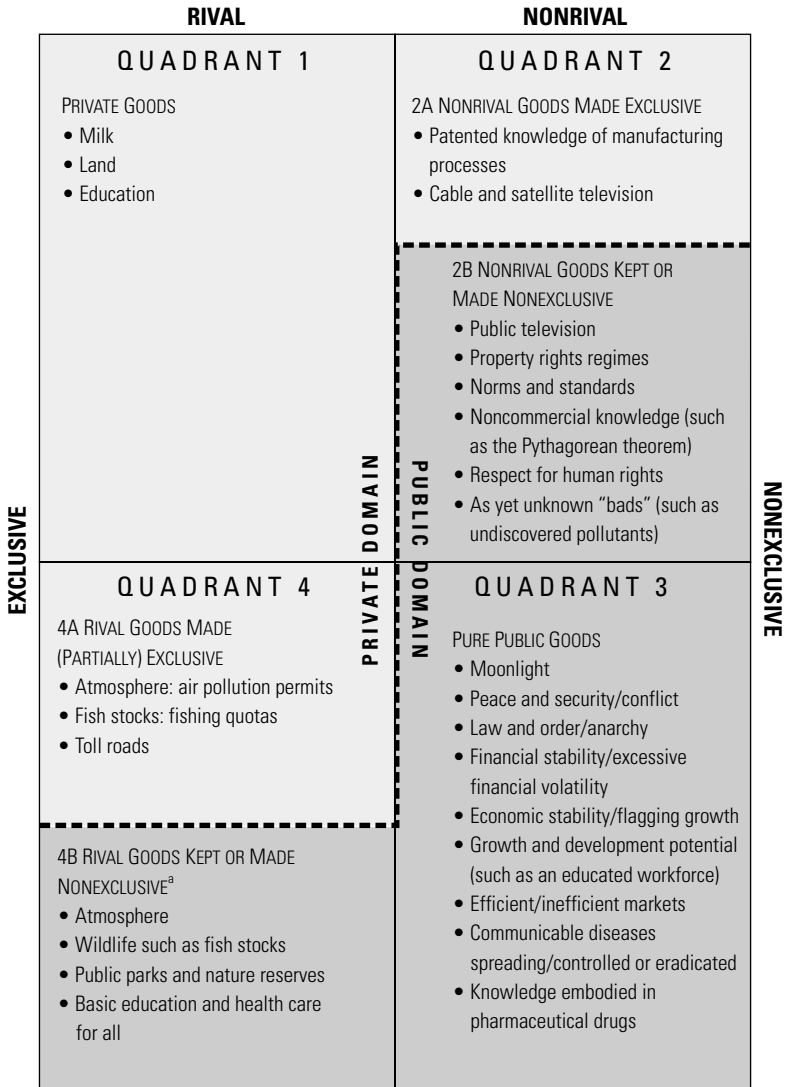 RIVAL
NONRIVAL
QUADRANT 1
PRIVATE GOODS
• Milk
• Land
• Education
QUADRANT 2
2A NONRIVAL GOODS MADE EXCLUSIVE
• Patented knowledge of manufacturing
processes
• Cable and satellite television
2B NONRIVAL GOODS KEPT OR
MADE NONEXCLUSIVE
• Public television
• Property rights regimes
• Norms and standards
• Noncommercial knowledge (such
as the Pythagorean theorem)
• Respect for human rights
• As yet unknown “bads” (such as
undiscovered pollutants)
EXCLUSIVE
PRIVATE DOMAIN
PUBLIC DOMAIN
NONEXCLUSIVE
QUADRANT 4
4A RIVAL GOODS MADE
(PARTIALLY) EXCLUSIVE
• Atmosphere: air pollution permits
• Fish stocks: fishing quotas
• Toll roads
4B RIVAL GOODS KEPT OR MADE
NONEXCLUSIVEa
• Atmosphere
• Wildlife such as fish stocks
• Public parks and nature reserves
• Basic education and health care
for all
QUADRANT 3
PURE PUBLIC GOODS
• Moonlight
• Peace and security/conflict
• Law and order/anarchy
• Financial stability/excessive
financial volatility
• Economic stability/flagging growth
• Growth and development potential
(such as an educated workforce)
• Efficient/inefficient markets
• Communicable diseases
spreading/controlled or eradicated
• Knowledge embodied in
pharmaceutical drugs